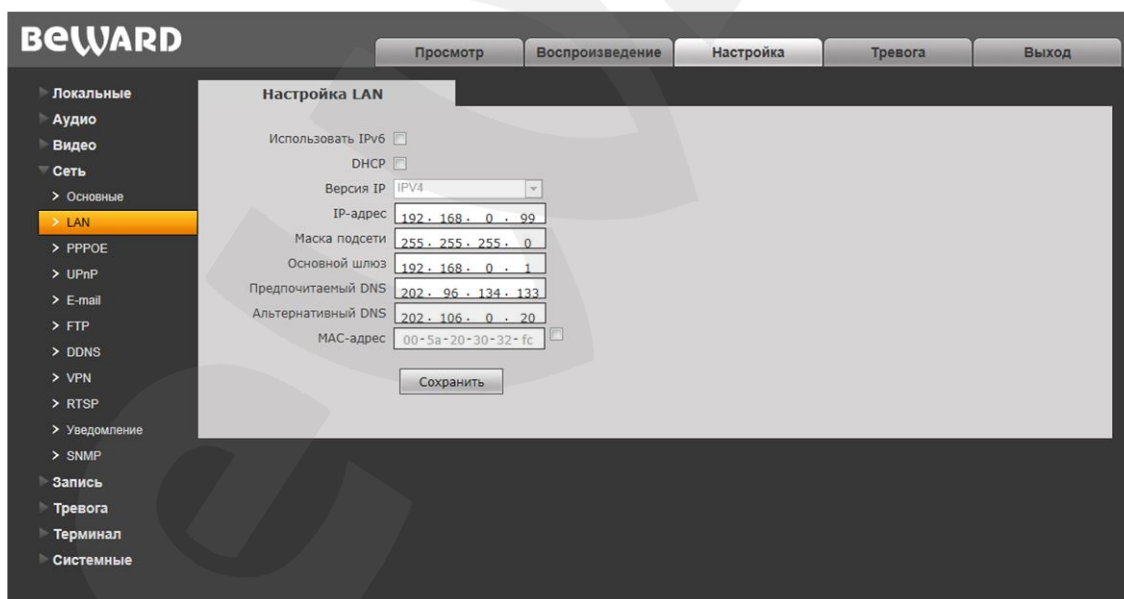 BEWARD
Просмотр Воспроизведение Настройка Тревога Выход
Локальные
Аудио
Видео
Сеть
Основные
LAN
PPPOE
UPnP
E-mail
FTP
DDNS
VPN
RTSP
Уведомление
SNMP
Запись
Тревога
Терминал
Системные
Настройка LAN
Использовать IPv6
DHCP
Версия IP IPV4
IP-адрес 192. 168. 0 . 99
Маска подсети 255. 255. 255. 0
Основной шлюз 192. 168. 0 . 1
Предпочитаемый DNS 202. 96 . 134. 133
Альтернативный DNS 202. 106. 0 . 20
MAC-адрес 00-5a-20-30-32-fc
Сохранить